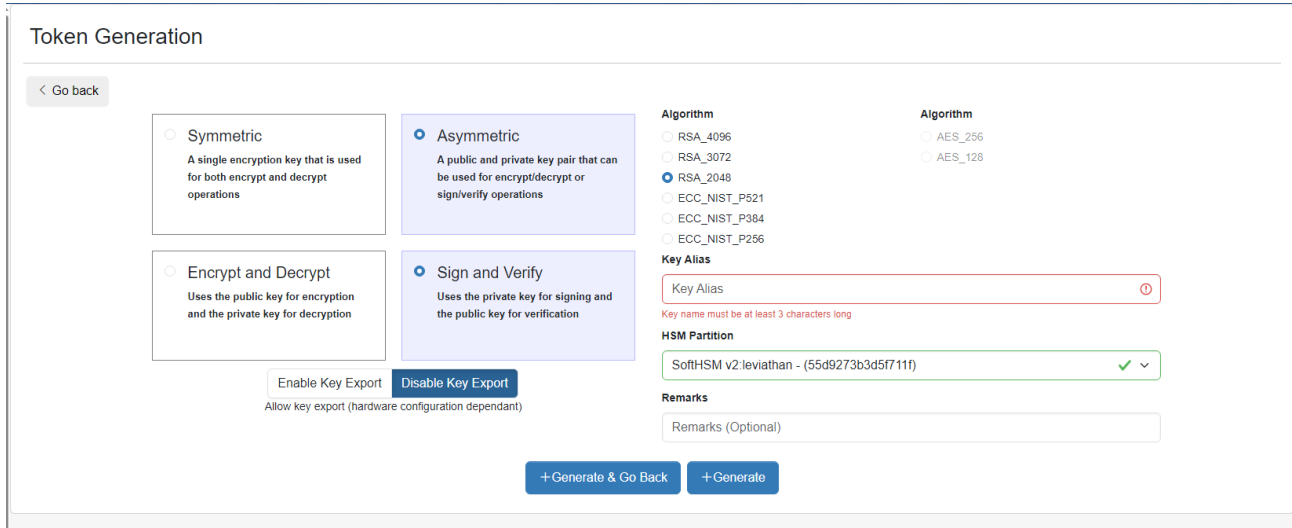 Token Generation
Go back
Symmetric
A single encryption key that is used
for both encrypt and decrypt
operations
Asymmetric
A public and private key pair that can
be used for encrypt/decrypt or
sign/verify operations
Encrypt and Decrypt
Uses the public key for encryption
and the private key for decryption
Sign and Verify
Uses the private key for signing and
the public key for verification
Enable Key Export
Disable Key Export
Allow key export (hardware configuration dependant)
Algorithm
RSA_4096
RSA_3072
RSA_2048
ECC_NIST_P521
ECC_NIST_P384
ECC_NIST_P256
Algorithm
AES_256
AES_128
Key Alias
Key Alias
Key name must be at least 3 characters long
HSM Partition
SoftHSM v2:leviathan - (55d9273b3d5f711f)
Remarks
Remarks (Optional)
+Generate & Go Back
+Generate